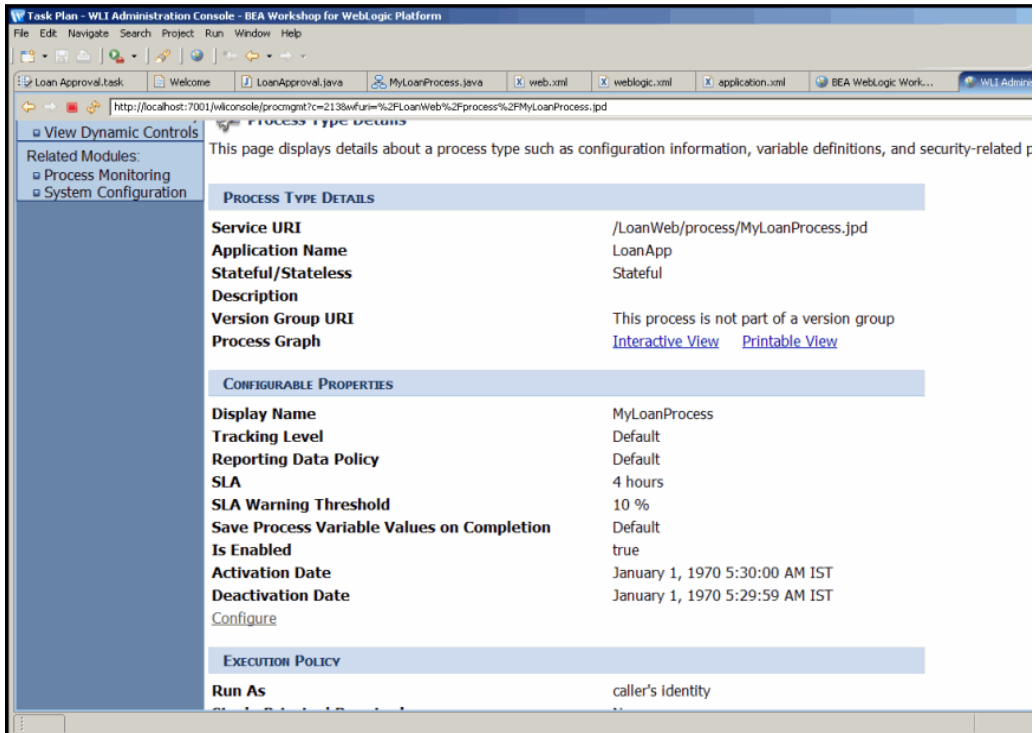 Task Plan - WLI Administration Console - BEA Workshop for WebLogic Platform
File Edit Navigate Search Project Run Window Help
Loan Approval.task Welcome LoanApproval.java MyLoanProcess.java web.xml weblogic.xml application.xml BEA WebLogic Work... WLI Adminis
http://localhost:7001/wliconsole/procmgmt?c=213&wfuri=%2FLoanWeb%2Fprocess%2FMyLoanProcess.jpd
View Dynamic Controls
Related Modules:
Process Monitoring
System Configuration
Process Type Details
This page displays details about a process type such as configuration information, variable definitions, and security-related p
PROCESS TYPE DETAILS
Service URI /LoanWeb/process/MyLoanProcess.jpd
Application Name LoanApp
Stateful/Stateless Stateful
Description
Version Group URI This process is not part of a version group
Process Graph Interactive View Printable View
CONFIGURABLE PROPERTIES
Display Name MyLoanProcess
Tracking Level Default
Reporting Data Policy Default
SLA 4 hours
SLA Warning Threshold 10 %
Save Process Variable Values on Completion Default
Is Enabled true
Activation Date January 1, 1970 5:30:00 AM IST
Deactivation Date January 1, 1970 5:29:59 AM IST
Configure
EXECUTION POLICY
Run As caller's identity